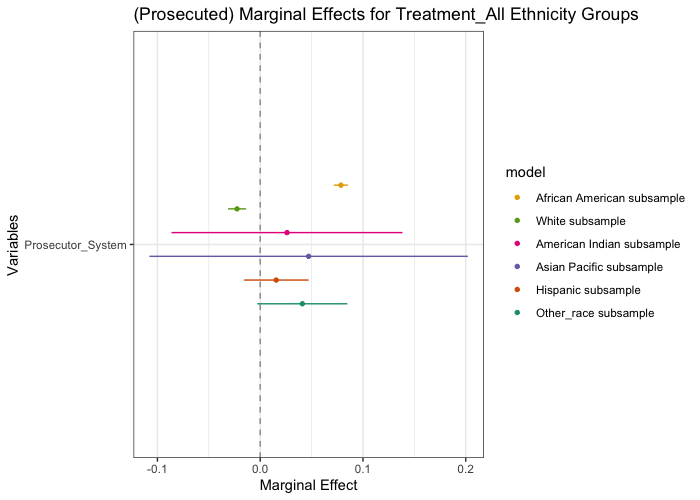 (Prosecuted) Marginal Effects for Treatment_All Ethnicity Groups
Variables
Prosecutor_System
-0.1
0.0
0.1
0.2
Marginal Effect
model
African American subsample
White subsample
American Indian subsample
Asian Pacific subsample
Hispanic subsample
Other_race subsample